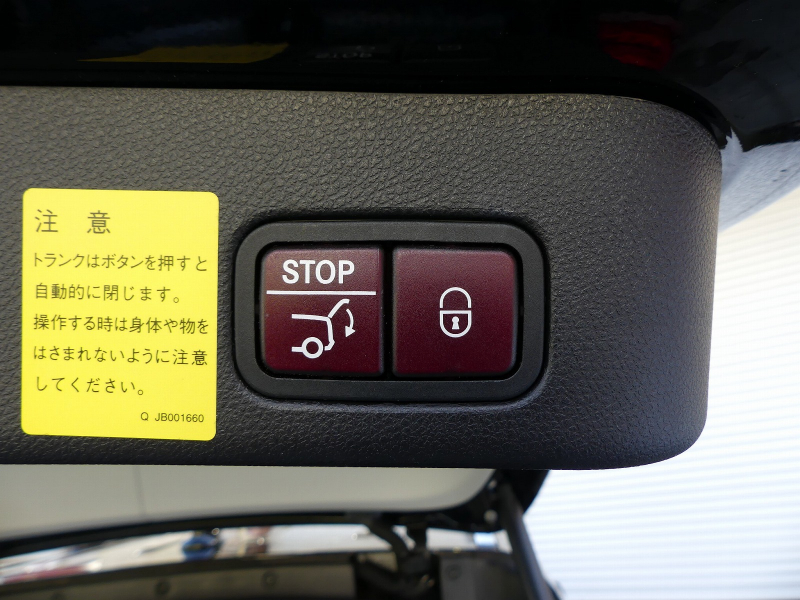 注 意
トランクはボタンを押すと
自動的に閉じます。
操作する時は身体や物を
はさまれないように注意
してください。
Q JB001660
STOP